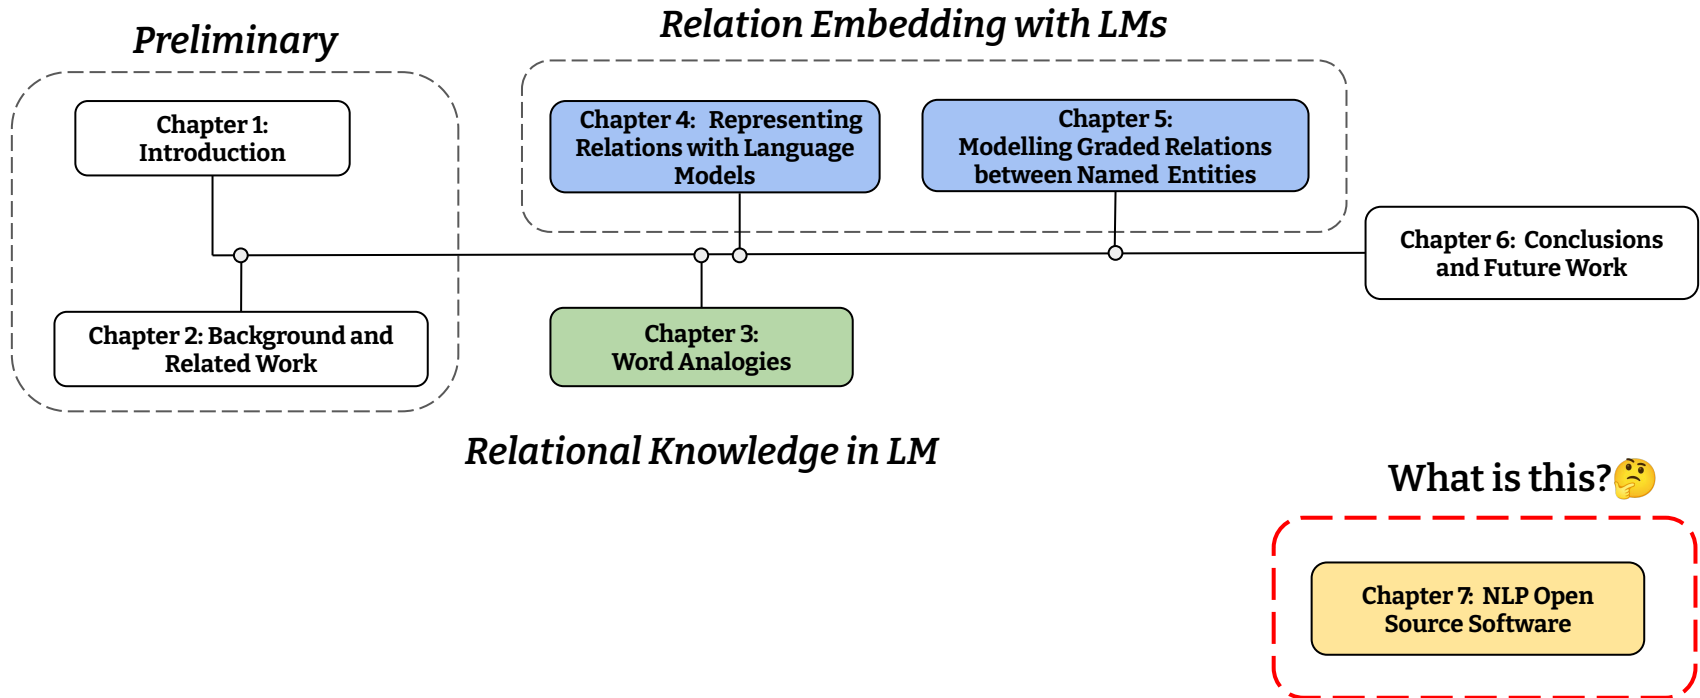 Preliminary
Relation Embedding with LMs
Chapter 1:
Introduction
Chapter 4: Representing
Relations with Language
Models
Chapter 5:
Modelling Graded Relations
between Named Entities
Chapter 6: Conclusions
and Future Work
Chapter 2: Background and
Related Work
Chapter 3:
Word Analogies
Relational Knowledge in LM
What is this?🤔
Chapter 7: NLP Open
Source Software